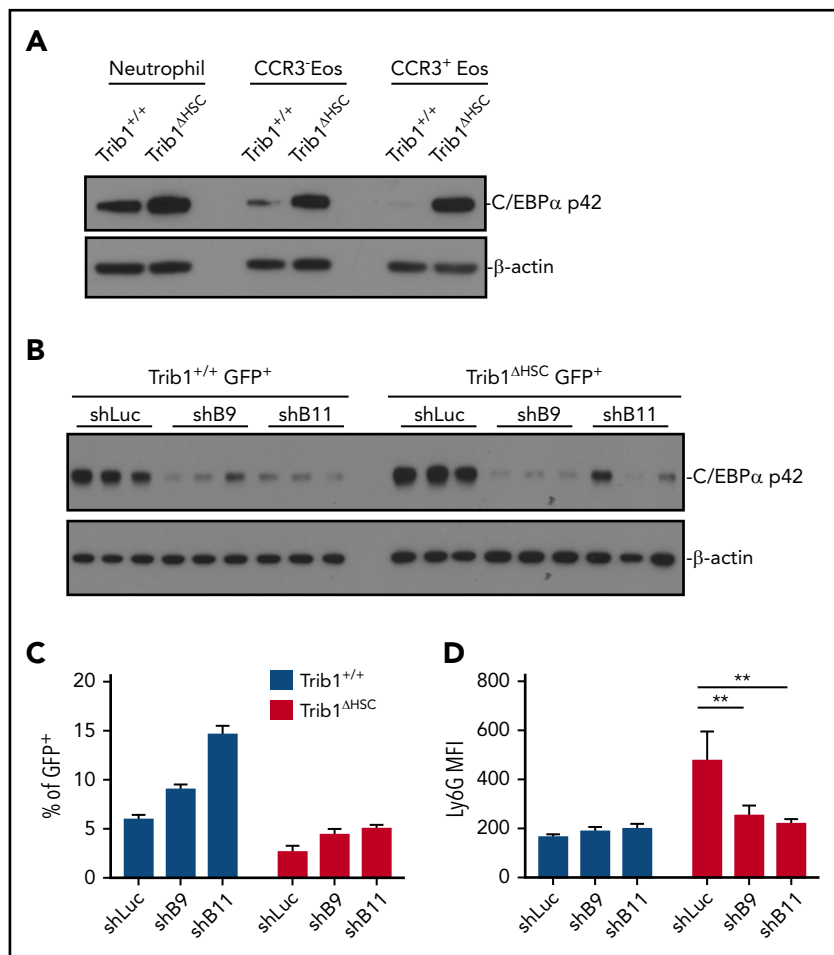 A
Neutrophil CCR3⁻Eos CCR3⁺ Eos
Trib1⁺/⁺ Trib1ΔHSC Trib1⁺/⁺ Trib1ΔHSC Trib1⁺/⁺ Trib1ΔHSC
-C/EBPα p42
-β-actin
B
Trib1⁺/⁺ GFP⁺ Trib1ΔHSC GFP⁺
shLuc shB9 shB11 shLuc shB9 shB11
-C/EBPα p42
-β-actin
C
% of GFP⁺
20
15
10
5
0
Trib1⁺/⁺
Trib1ΔHSC
shLuc shB9 shB11 shLuc shB9 shB11
D
Ly6G MFI
800
600
400
200
0
**
**
shLuc shB9 shB11 shLuc shB9 shB11